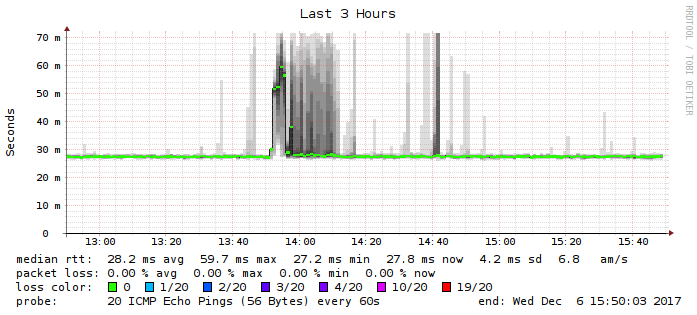 Last 3 Hours
RRDTOOL / TOBI OETIKER
Seconds
70 m
60 m
50 m
40 m
30 m
20 m
10 m
0
13:00 13:20 13:40 14:00 14:20 14:40 15:00 15:20 15:40
median rtt: 28.2 ms avg 59.7 ms max 27.2 ms min 27.8 ms now 4.2 ms sd 6.8 am/s
packet loss: 0.00 % avg 0.00 % max 0.00 % min 0.00 % now
loss color: 0 1/20 2/20 3/20 4/20 10/20 19/20
probe: 20 ICMP Echo Pings (56 Bytes) every 60s end: Wed Dec 6 15:50:03 2017